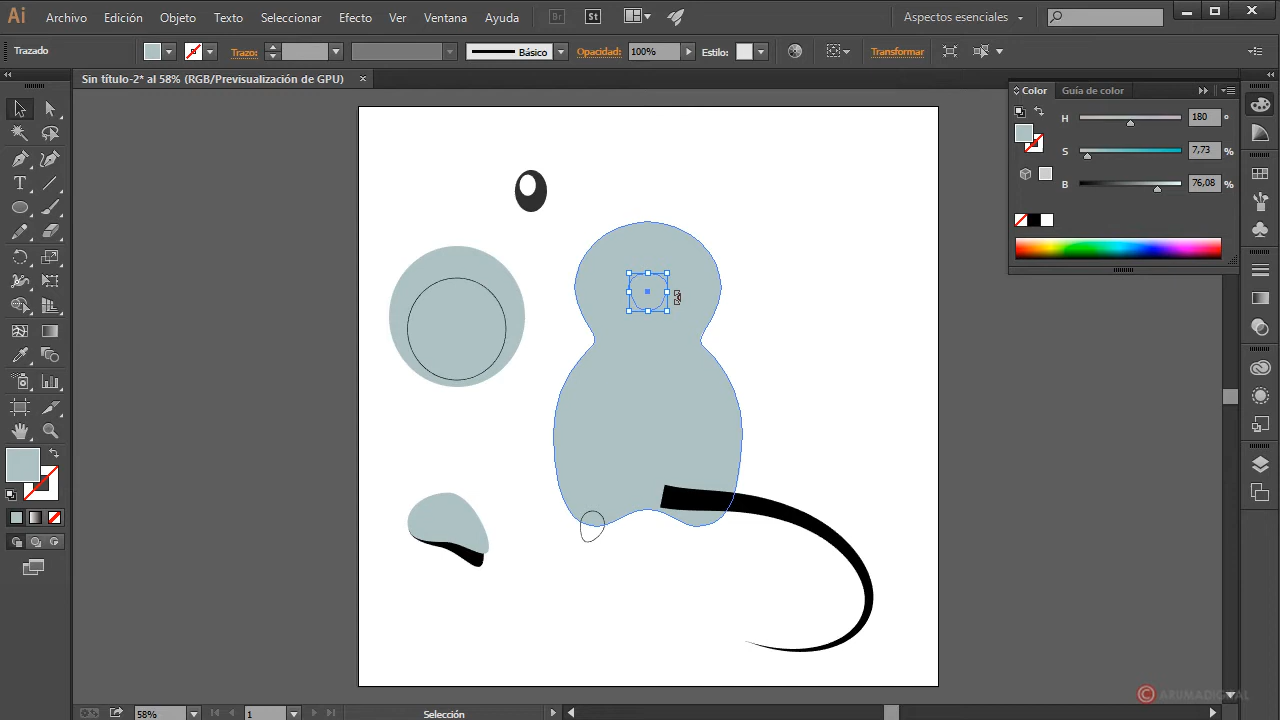 Ai Archivo Edición Objeto Texto Seleccionar Efecto Ver Ventana Ayuda Br St Aspectos esenciales
Trazado Trazo: Básico Opacidad: 100% Estilo: Transformar
Sin título-2* al 58% (RGB/Previsualización de GPU) ×
Color Guía de color
H 180 º
S 7,73 %
B 76,08 %
T
© ARUMADIGITAL
58% 1 Selección